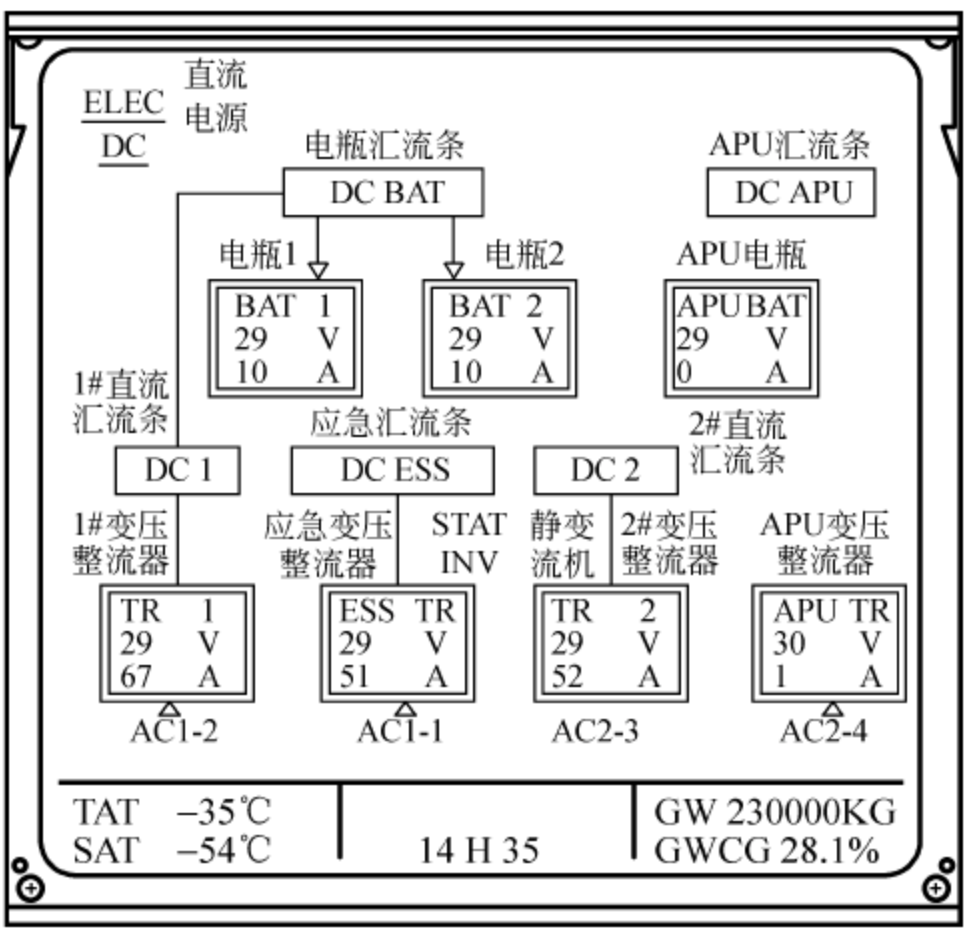 ELEC
DC
直流
电源
电瓶汇流条
DC BAT
APU汇流条
DC APU
电瓶1
BAT 1
29 V
10 A
电瓶2
BAT 2
29 V
10 A
APU电瓶
APU BAT
29 V
0 A
1#直流
汇流条
DC 1
应急汇流条
DC ESS
DC 2
2#直流
汇流条
1#变压
整流器
TR 1
29 V
67 A
AC1-2
应急变压
整流器
STAT
INV
ESS TR
29 V
51 A
AC1-1
静变
流机
2#变压
整流器
TR 2
29 V
52 A
AC2-3
APU变压
整流器
APU TR
30 V
1 A
AC2-4
TAT –35℃
SAT –54℃
14 H 35
GW 230000KG
GWCG 28.1%